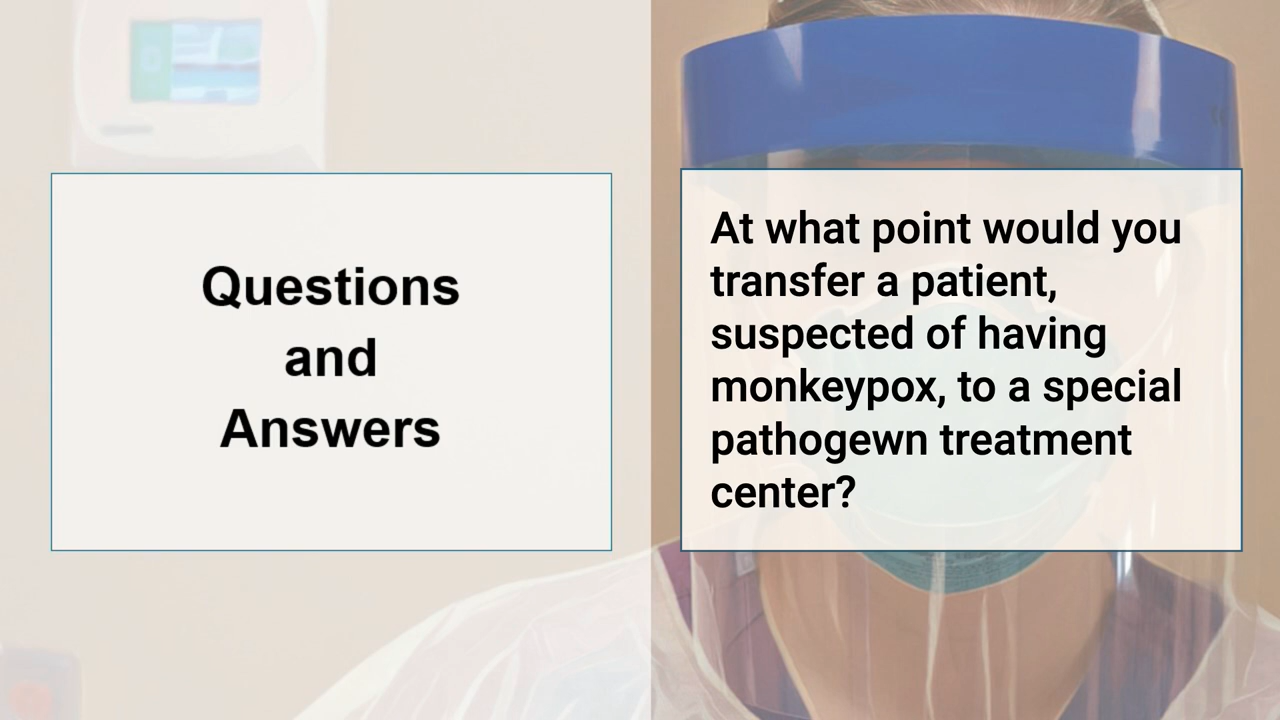 Questions
and
Answers
At what point would you
transfer a patient,
suspected of having
monkeypox, to a special
pathogewn treatment
center?